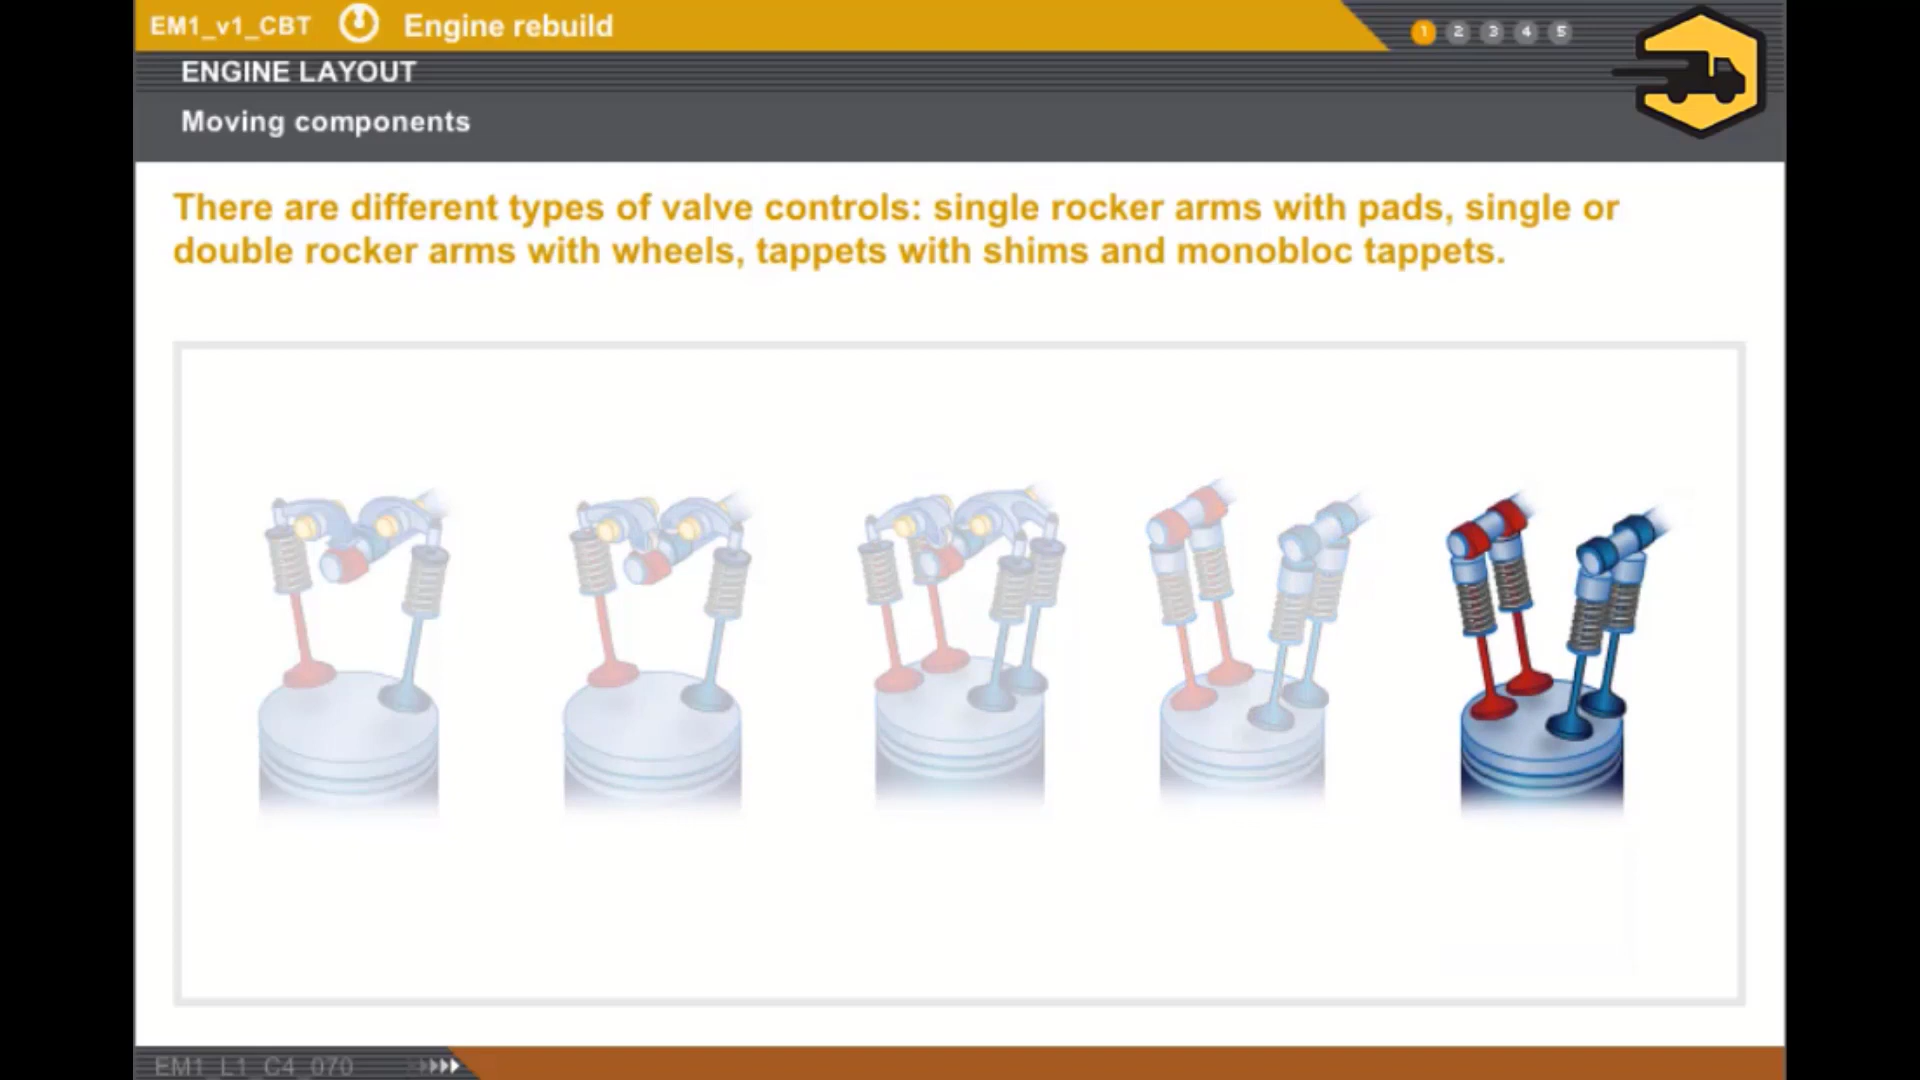 EM1_v1_CBT Engine rebuild 1 2 3 4 5
ENGINE LAYOUT
Moving components
There are different types of valve controls: single rocker arms with pads, single or
double rocker arms with wheels, tappets with shims and monobloc tappets.
EM1_L1_C4_070